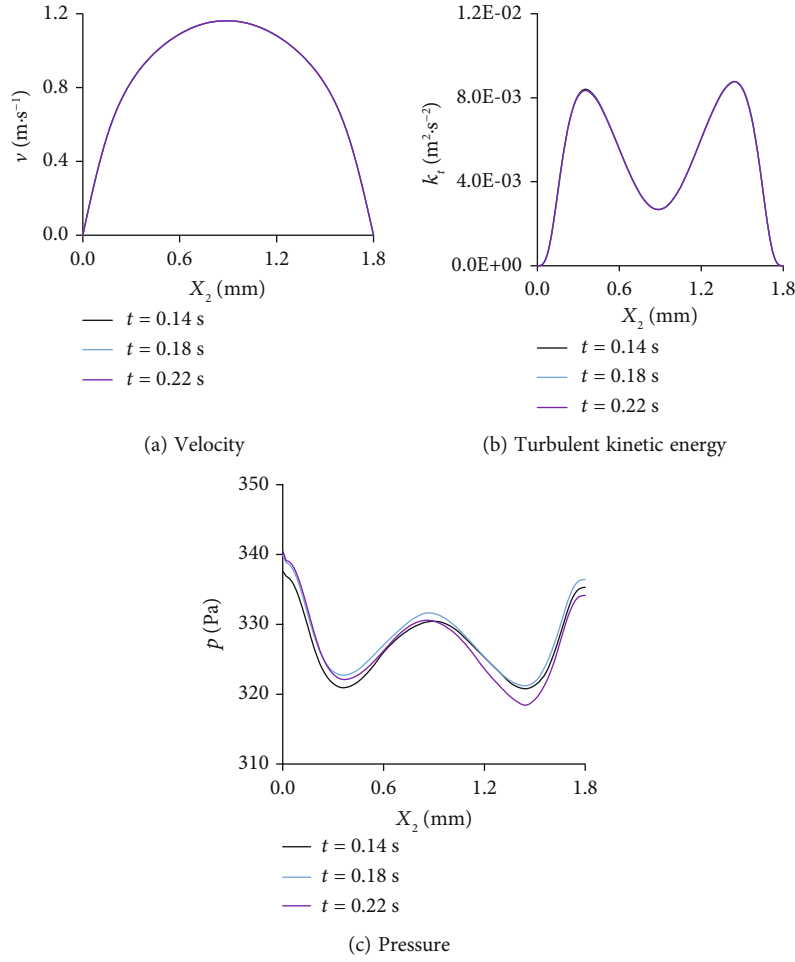 1.2
0.8
0.4
0.0
ν (m·s⁻¹)
0.0 0.6 1.2 1.8
X₂ (mm)
t = 0.14 s
t = 0.18 s
t = 0.22 s
(a) Velocity
1.2E-02
8.0E-03
4.0E-03
0.0E+00
kₜ (m²·s⁻²)
0.0 0.6 1.2 1.8
X₂ (mm)
t = 0.14 s
t = 0.18 s
t = 0.22 s
(b) Turbulent kinetic energy
350
340
330
320
310
p (Pa)
0.0 0.6 1.2 1.8
X₂ (mm)
t = 0.14 s
t = 0.18 s
t = 0.22 s
(c) Pressure